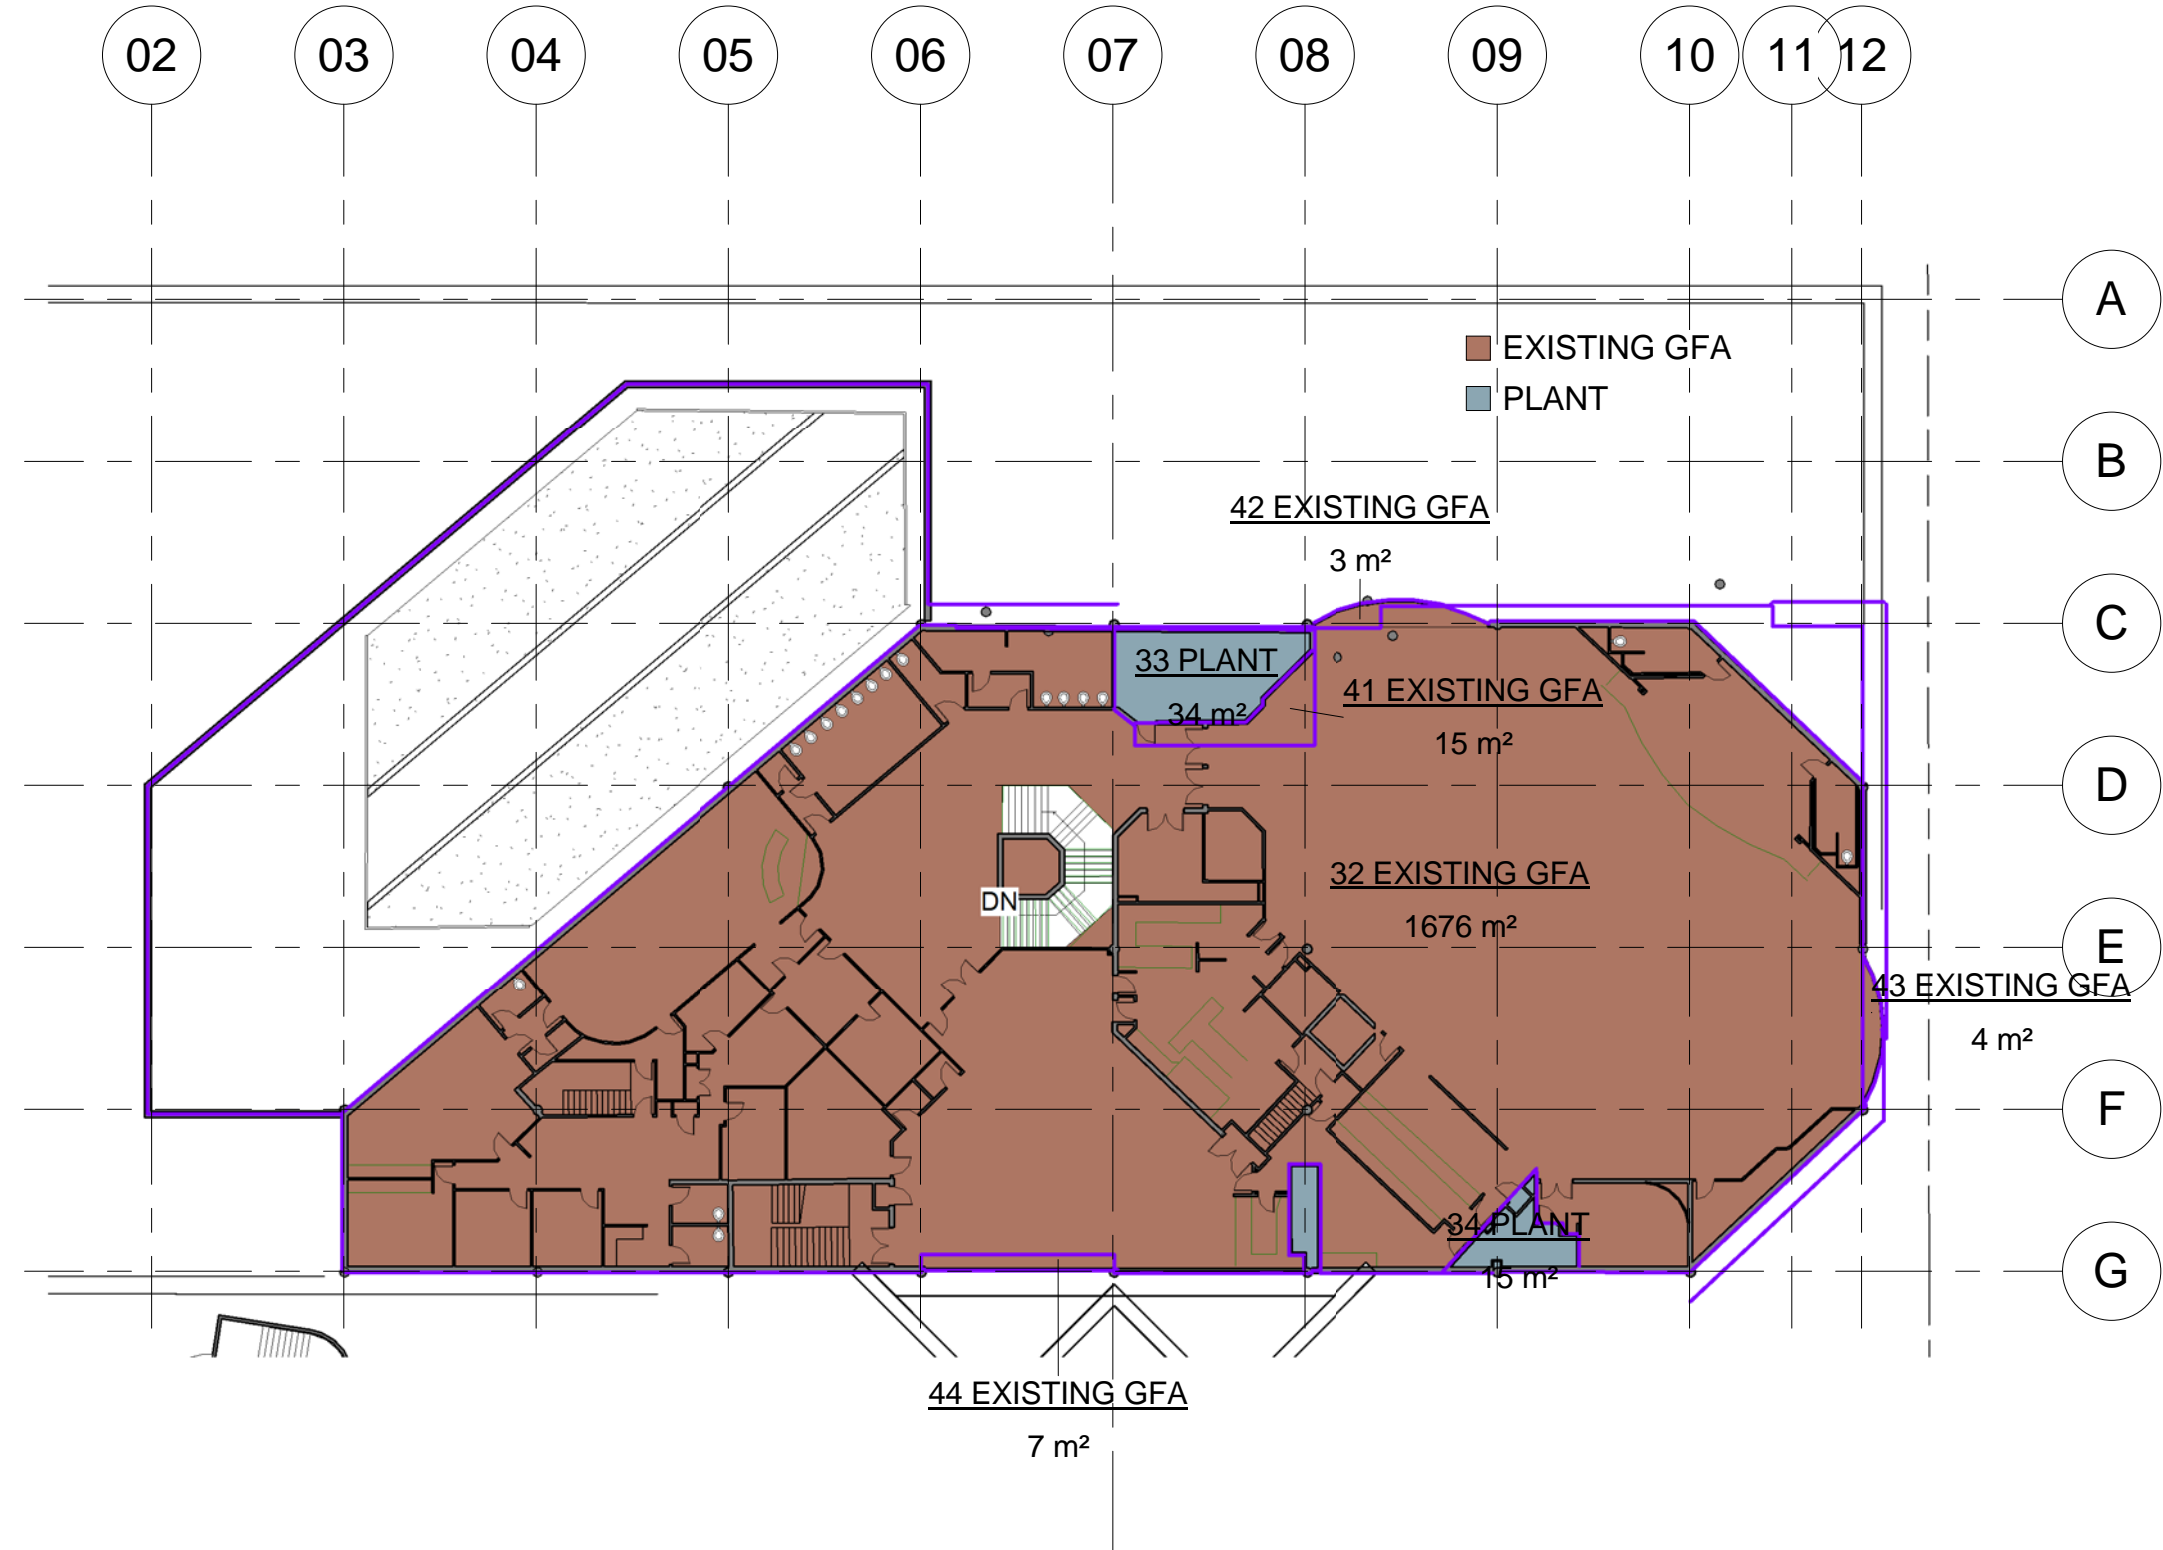 02 03 04 05 06 07 08 09 10 11 12
A
EXISTING GFA
PLANT
B
42 EXISTING GFA
3 m²
C
33 PLANT
34 m²
41 EXISTING GFA
15 m²
D
32 EXISTING GFA
1676 m²
DN
E
43 EXISTING GFA
4 m²
F
34 PLANT
15 m²
G
44 EXISTING GFA
7 m²